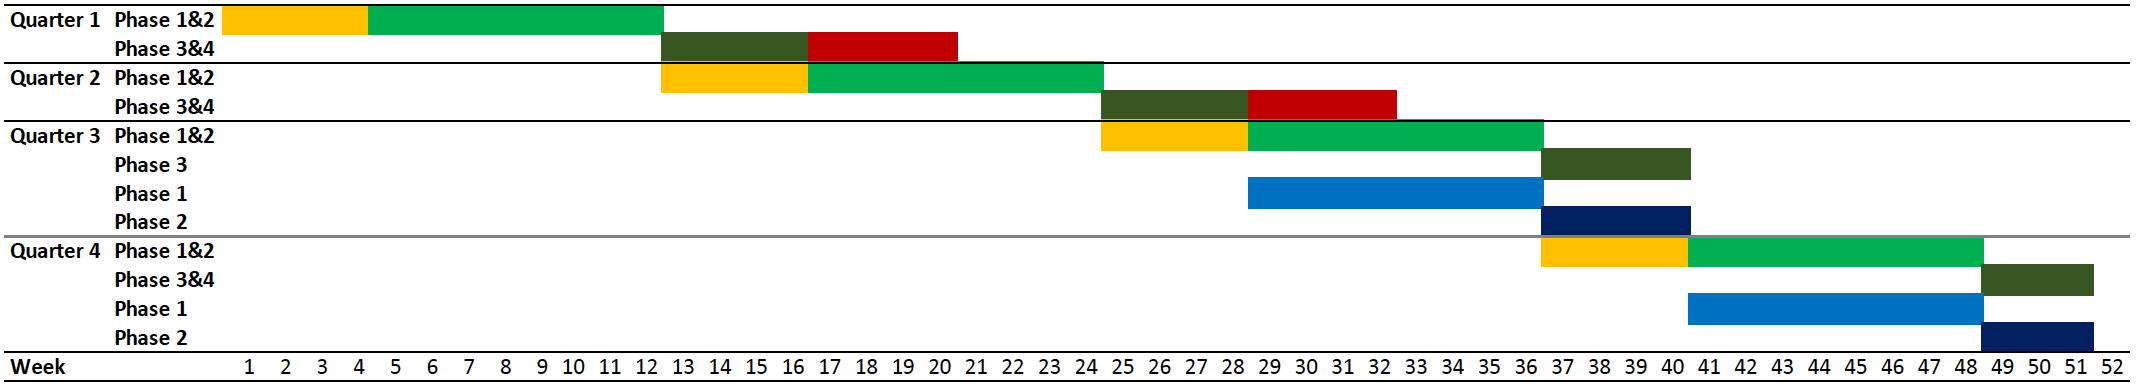 Quarter 1 Phase 1&2
Phase 3&4
Quarter 2 Phase 1&2
Phase 3&4
Quarter 3 Phase 1&2
Phase 3
Phase 1
Phase 2
Quarter 4 Phase 1&2
Phase 3&4
Phase 1
Phase 2
Week 1 2 3 4 5 6 7 8 9 10 11 12 13 14 15 16 17 18 19 20 21 22 23 24 25 26 27 28 29 30 31 32 33 34 35 36 37 38 39 40 41 42 43 44 45 46 47 48 49 50 51 52